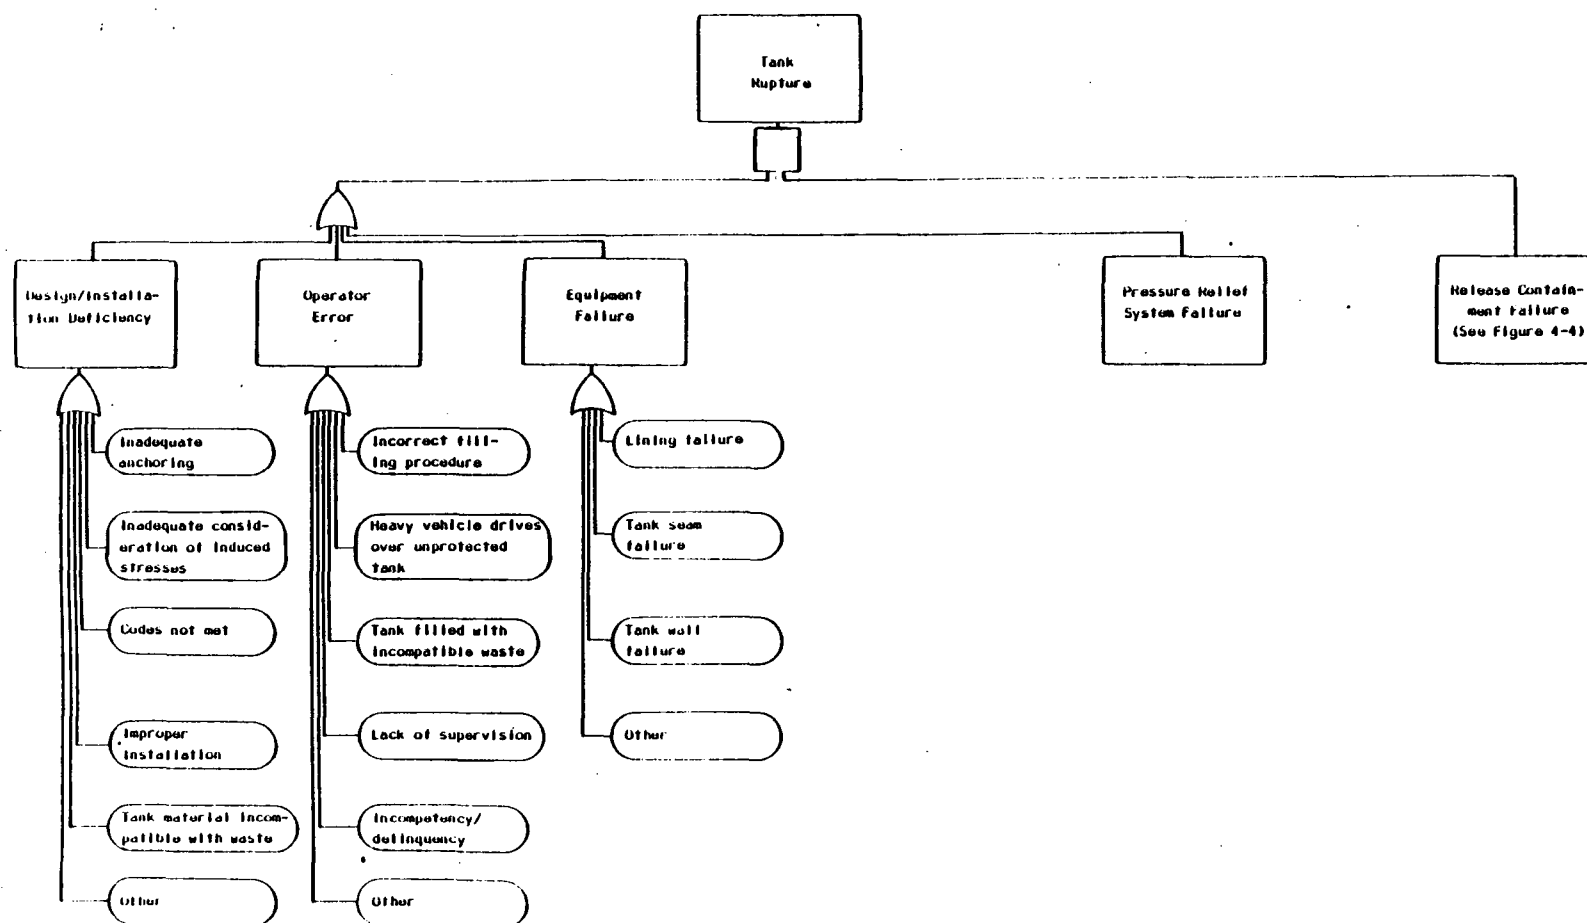 Tank
Rupture
Design/Installa-
tion Deficiency
Operator
Error
Equipment
Failure
Pressure Relief
System Failure
Release Contain-
ment Failure
(See Figure 4-4)
Inadequate
anchoring
Inadequate consid-
eration of induced
stresses
Codes not met
Improper
installation
Tank material incom-
patible with waste
Other
Incorrect fill-
ing procedure
Heavy vehicle drives
over unprotected
tank
Tank filled with
incompatible waste
Lack of supervision
Incompetency/
delinquency
Other
Lining failure
Tank seam
failure
Tank wall
failure
Other